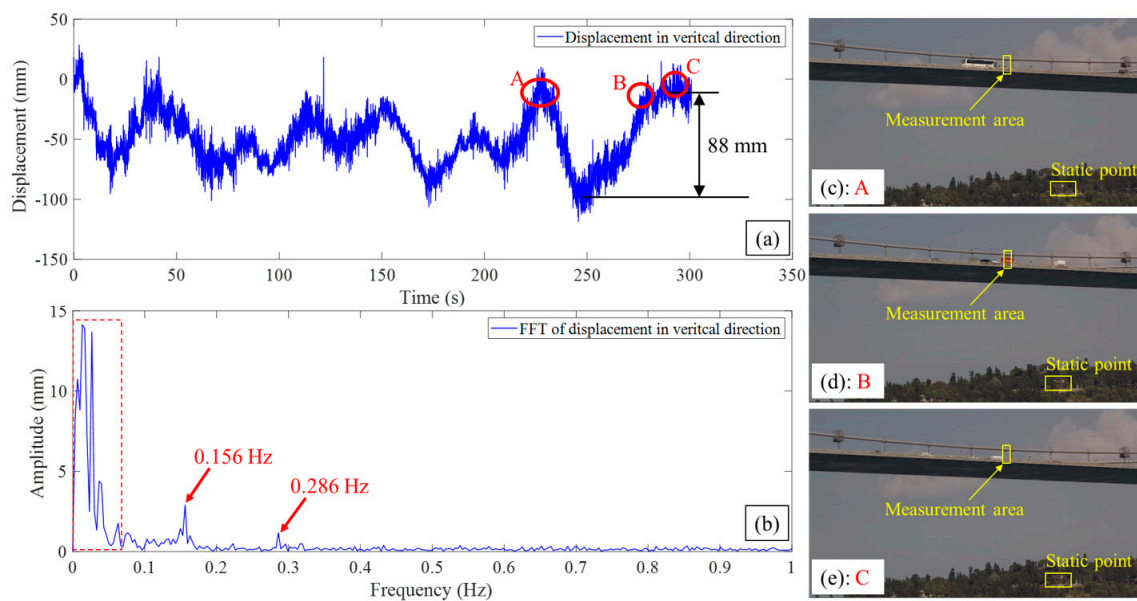 50
0
-50
-100
-150
Displacement (mm)
Displacement in veritcal direction
A
B
C
88 mm
(a)
0
50
100
150
200
250
300
350
Time (s)
15
10
5
0
Amplitude (mm)
FFT of displacement in veritcal direction
0.156 Hz
0.286 Hz
(b)
0
0.1
0.2
0.3
0.4
0.5
0.6
0.7
0.8
0.9
1
Frequency (Hz)
Measurement area
Static point
(c): A
Measurement area
Static point
(d): B
Measurement area
Static point
(e): C